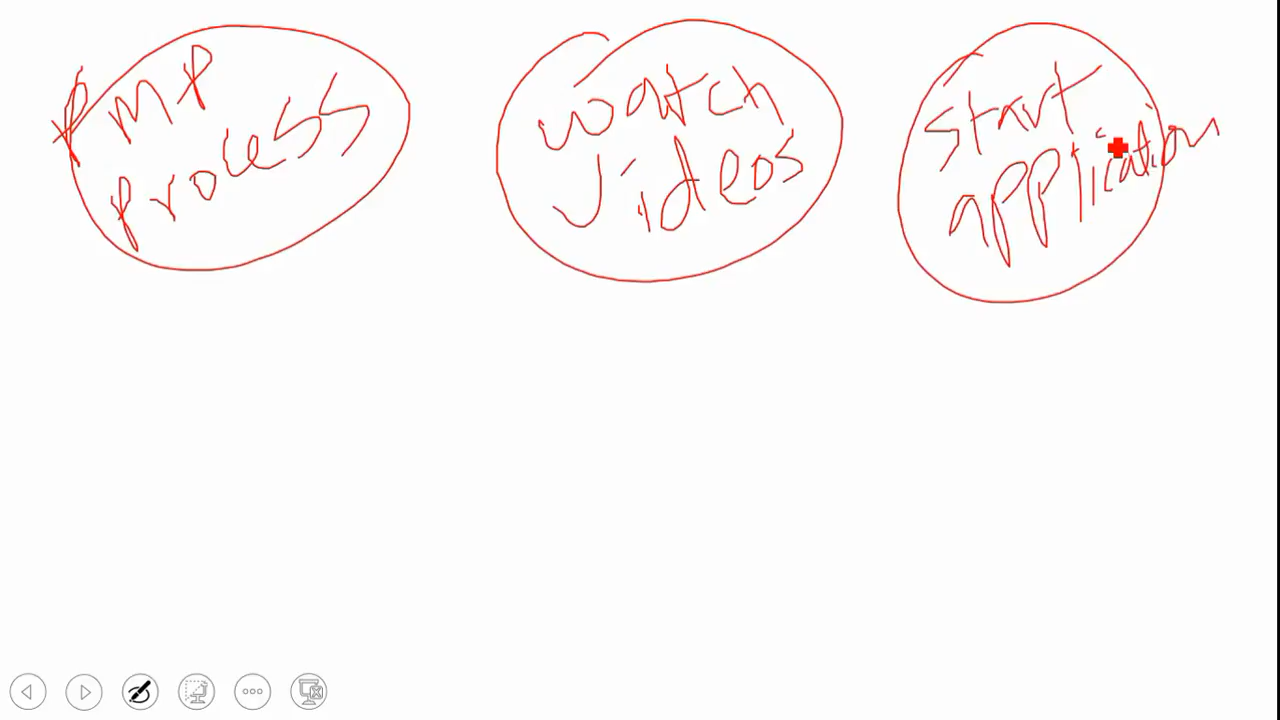 PMP
process
watch
videos
start
application